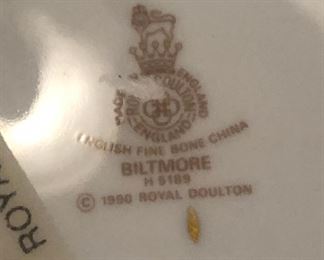 MADE IN ENGLAND
ROYAL DOULTON
ENGLAND
ENGLISH FINE BONE CHINA
BILTMORE
H 5189
© 1990 ROYAL DOULTON
ROYA